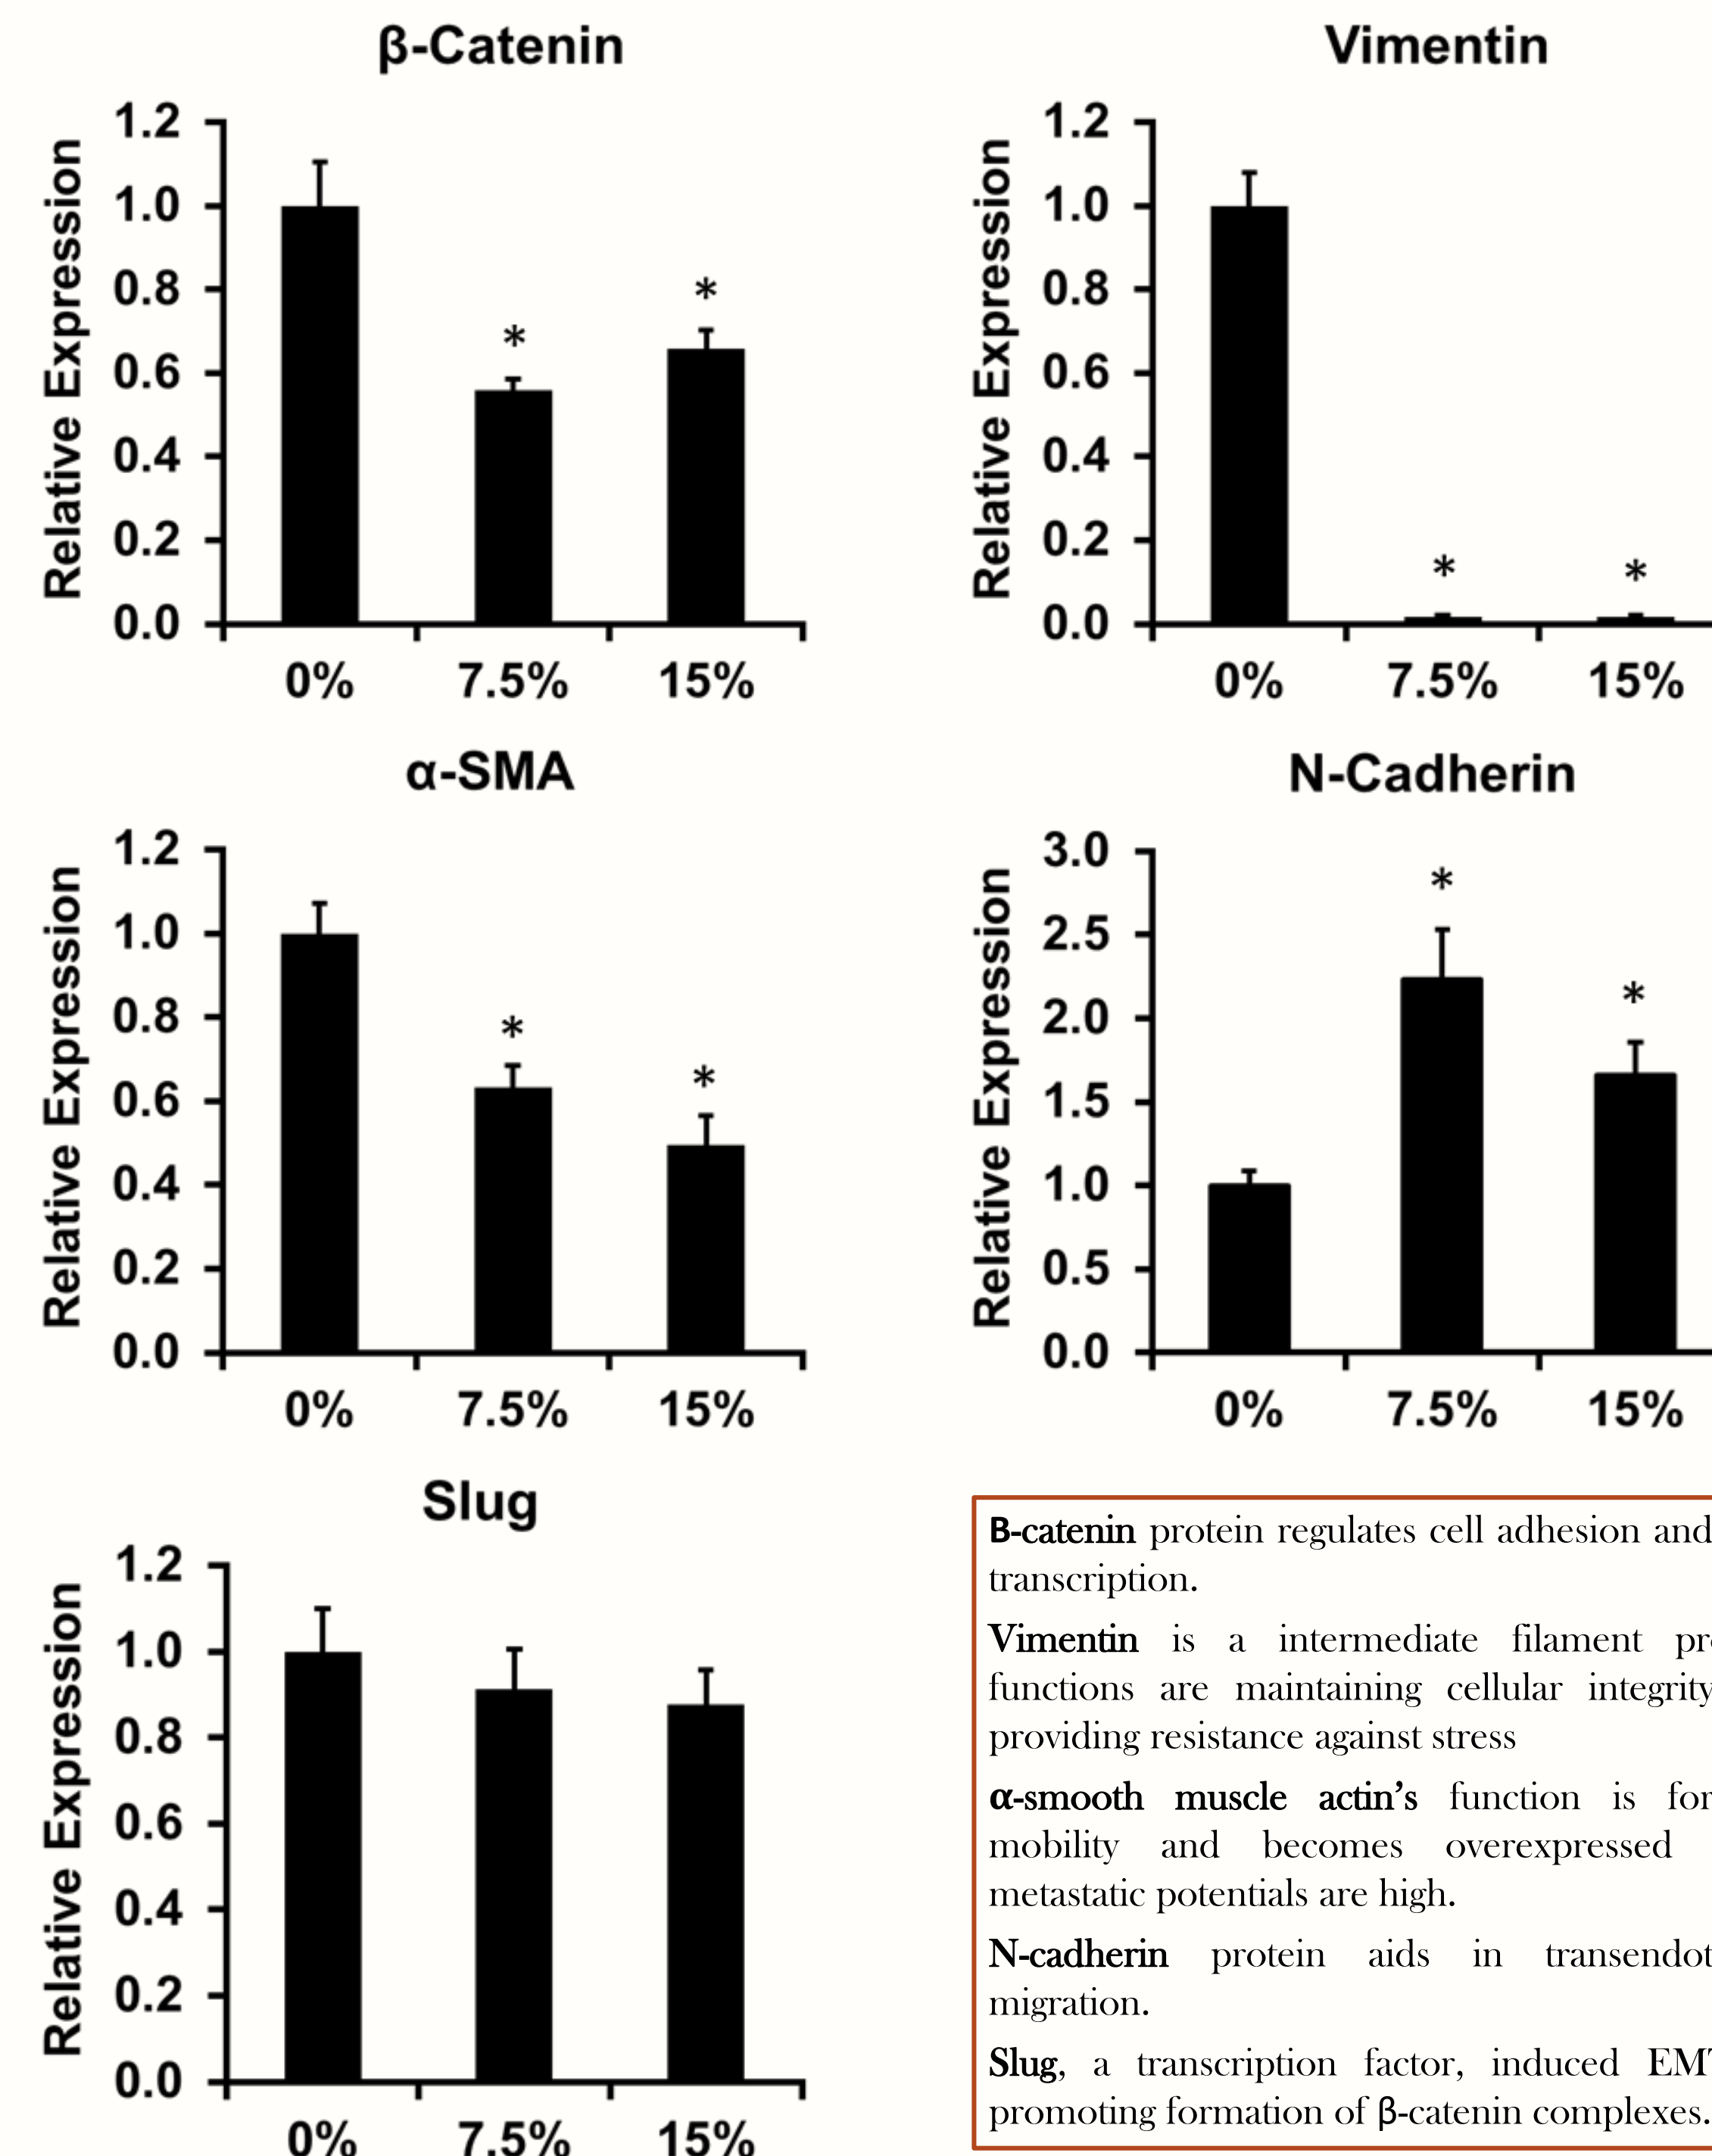 β-Catenin
Relative Expression
1.2
1.0
0.8
0.6
0.4
0.2
0.0
*
*
0%
7.5%
15%
Vimentin
Relative Expression
1.2
1.0
0.8
0.6
0.4
0.2
0.0
*
*
0%
7.5%
15%
α-SMA
Relative Expression
1.2
1.0
0.8
0.6
0.4
0.2
0.0
*
*
0%
7.5%
15%
N-Cadherin
Relative Expression
3.0
2.5
2.0
1.5
1.0
0.5
0.0
*
*
0%
7.5%
15%
Slug
Relative Expression
1.2
1.0
0.8
0.6
0.4
0.2
0.0
0%
7.5%
15%
B-catenin protein regulates cell adhesion and
transcription.
Vimentin is a intermediate filament
functions are maintaining cellular integrity
providing resistance against stress
α-smooth muscle actin’s function is for
mobility and becomes overexpressed
metastatic potentials are high.
N-cadherin protein aids in
migration.
Slug, a transcription factor, induced
promoting formation of β-catenin complexes.